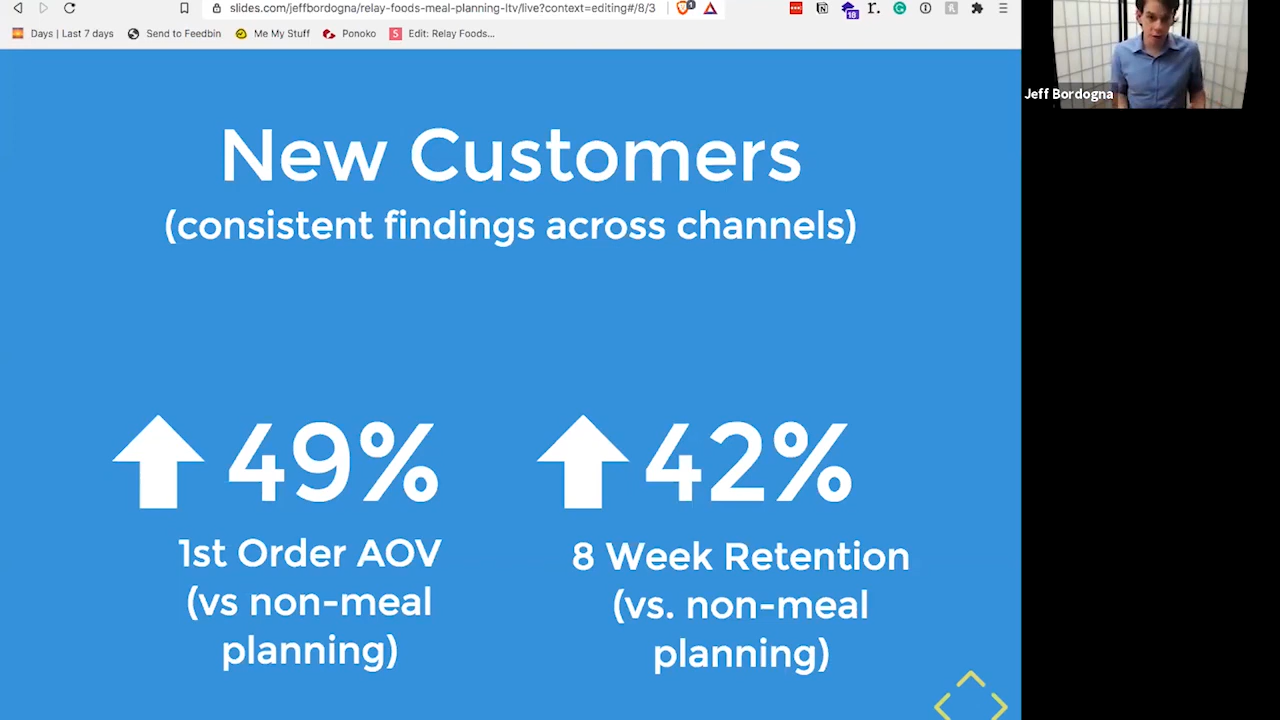 slides.com/jeffbordogna/relay-foods-meal-planning-ltv/live?context=editing#/8/3
1
18
r.
Days | Last 7 days
Send to Feedbin
Me My Stuff
Ponoko
S
Edit: Relay Foods...
Jeff Bordogna
New Customers
(consistent findings across channels)
49%
1st Order AOV
(vs non-meal
planning)
42%
8 Week Retention
(vs. non-meal
planning)